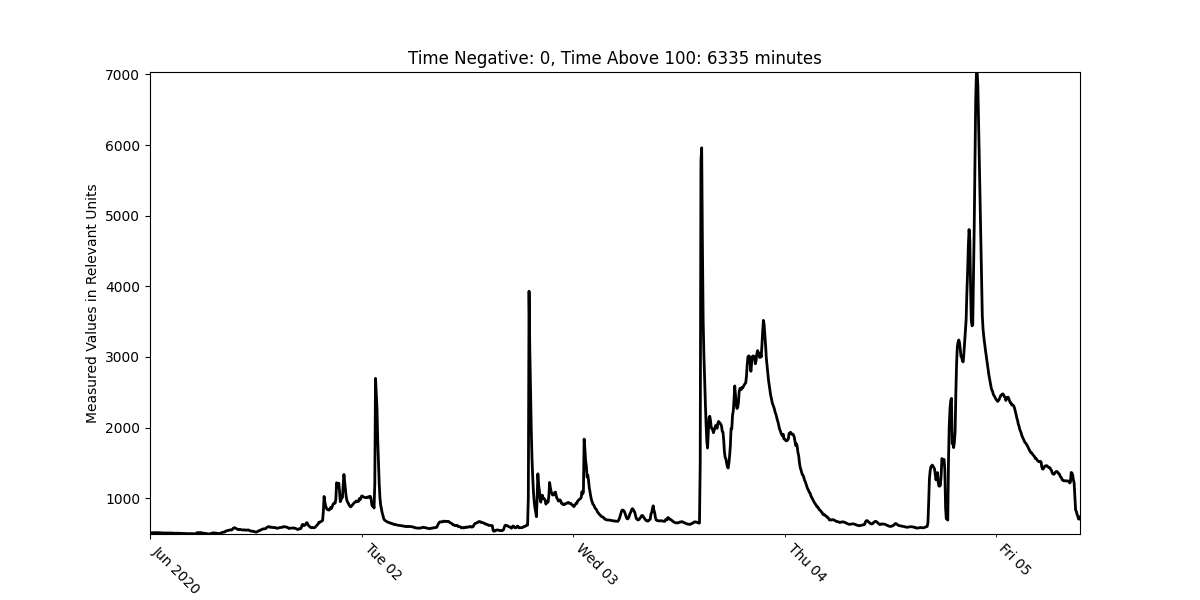 Time Negative: 0, Time Above 100: 6335 minutes
Measured Values in Relevant Units
7000
6000
5000
4000
3000
2000
1000
Jun 2020
Tue 02
Wed 03
Thu 04
Fri 05